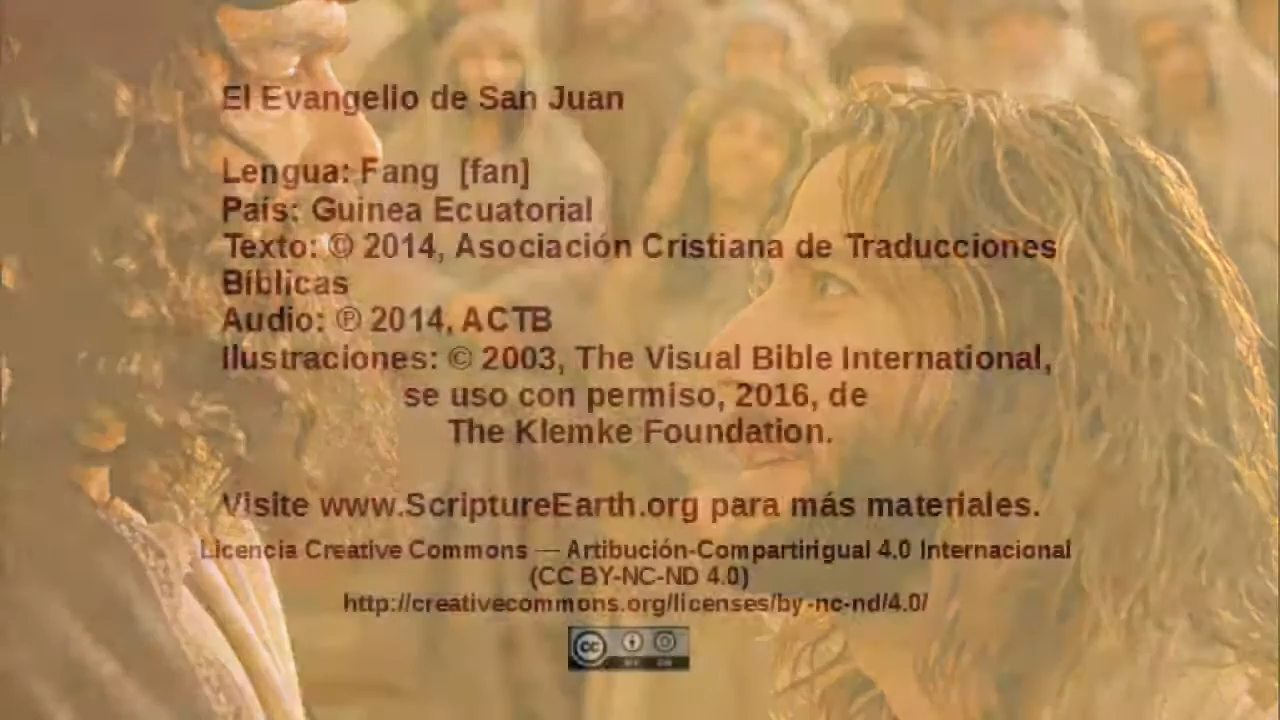 El Evangelio de San Juan
Lengua: Fang [fan]
País: Guinea Ecuatorial
Texto: © 2014, Asociación Cristiana de Traducciones
Bíblicas
Audio: ℗ 2014, ACTB
Ilustraciones: © 2003, The Visual Bible International,
se uso con permiso, 2016, de
The Klemke Foundation.
Visite www.ScriptureEarth.org para más materiales.
Licencia Creative Commons — Artibución-Compartirigual 4.0 Internacional
(CC BY-NC-ND 4.0)
http://creativecommons.org/licenses/by-nc-nd/4.0/
cc